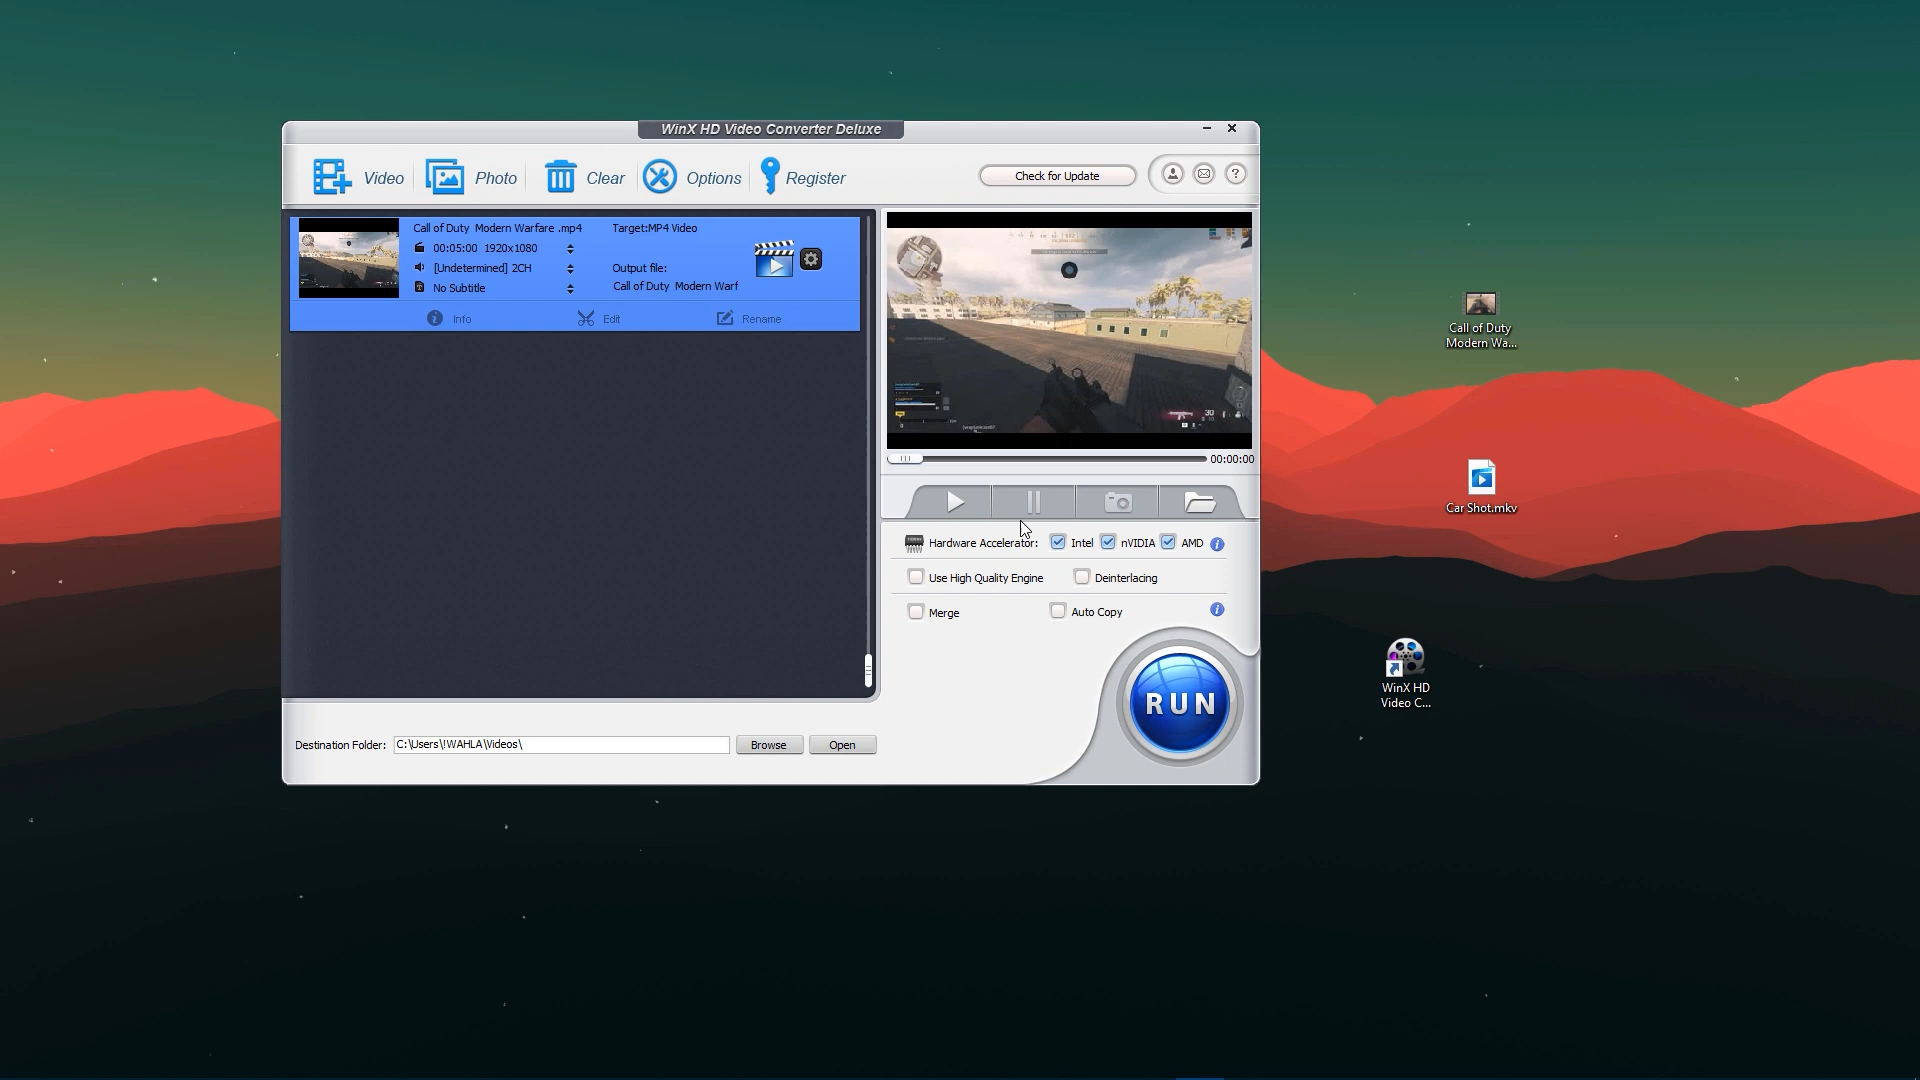 WinX HD Video Converter Deluxe
Video
Photo
Clear
Options
Register
Check for Update
Call of Duty Modern Warfare .mp4
Target:MP4 Video
00:05:00 1920x1080
[Undetermined] 2CH
Output file:
No Subtitle
Call of Duty Modern Warf
Info
Edit
Rename
30
00:00:00
Hardware Accelerator:
Intel
nVIDIA
AMD
Use High Quality Engine
Deinterlacing
Merge
Auto Copy
RUN
Destination Folder:
C:\Users\!WAHLA\Videos\
Browse
Open
Call of Duty
Modern Wa...
Car Shot.mkv
WinX HD
Video C...